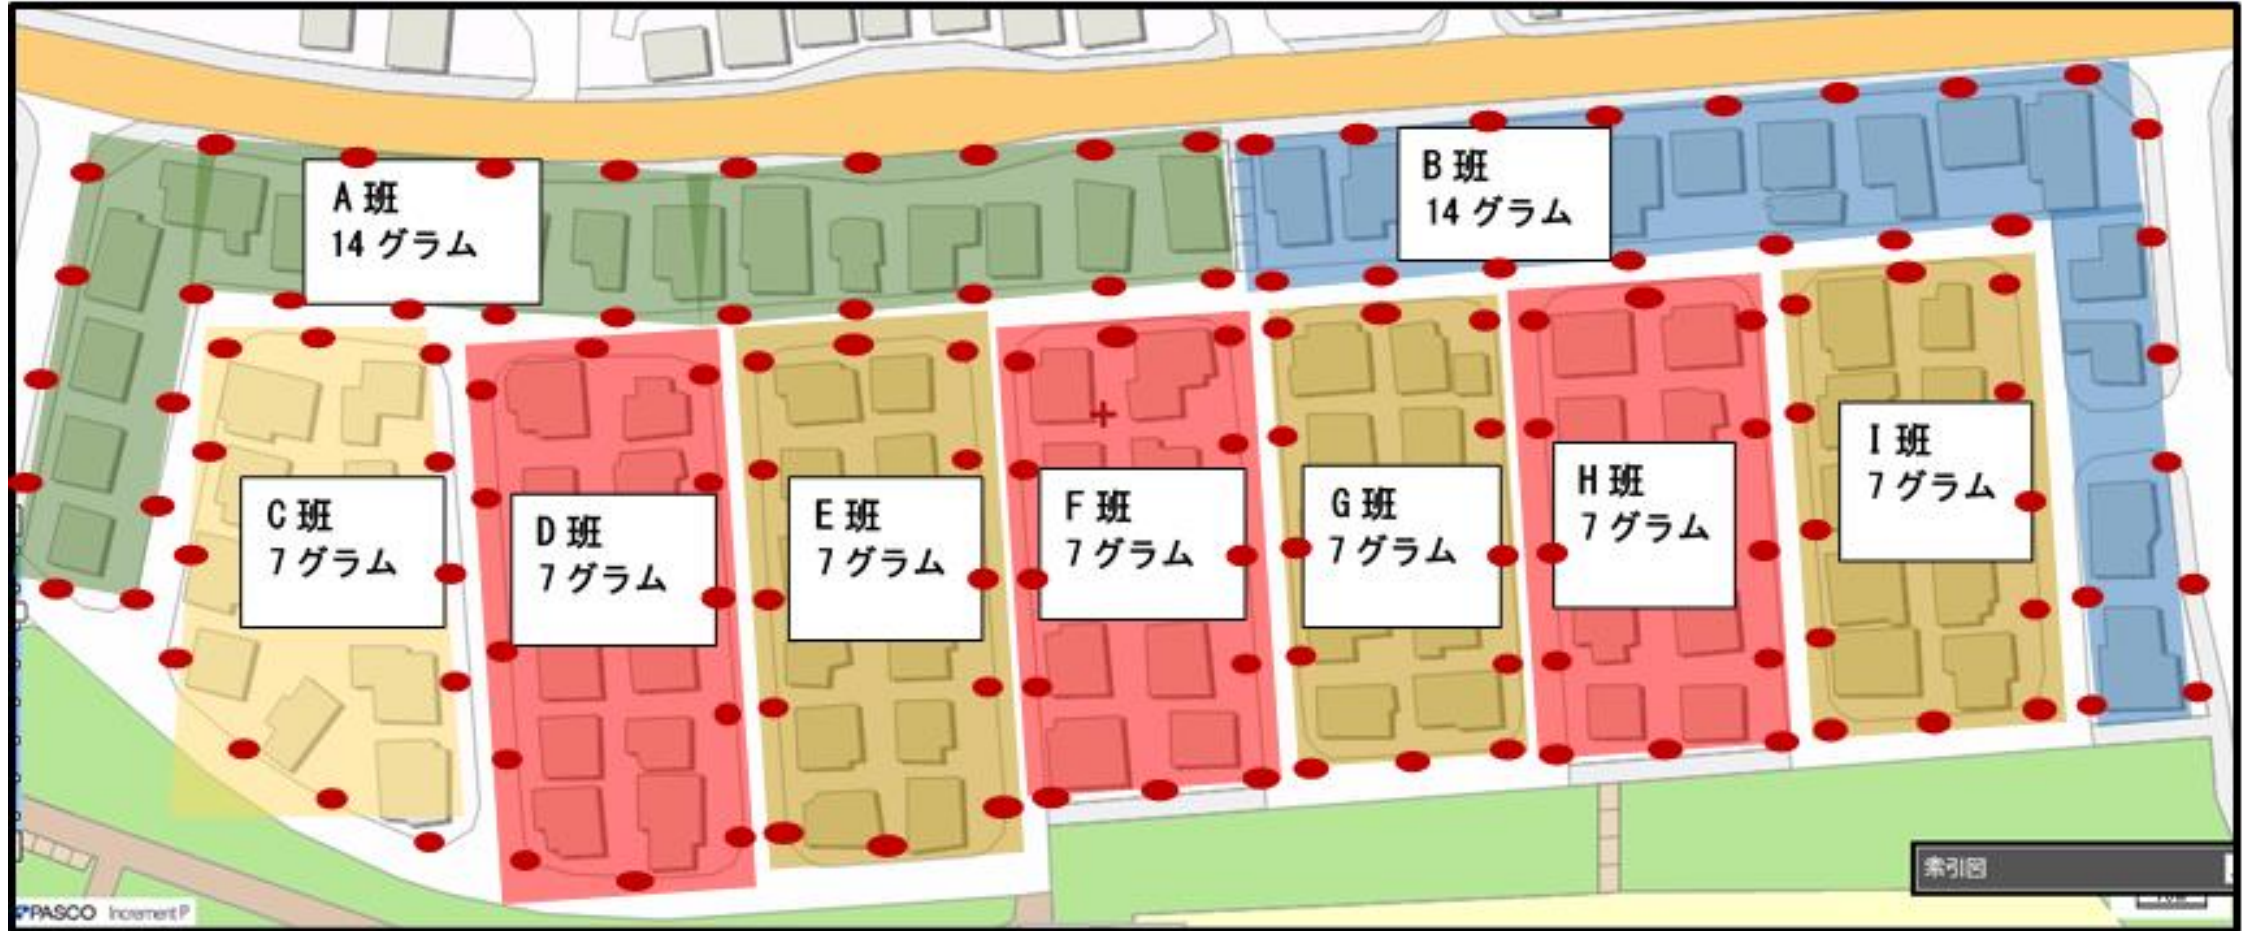 A 班
14 グラム
B 班
14 グラム
C 班
7 グラム
D 班
7 グラム
E 班
7 グラム
F 班
7 グラム
G 班
7 グラム
H 班
7 グラム
I 班
7 グラム
索引図
PASCO Increment P